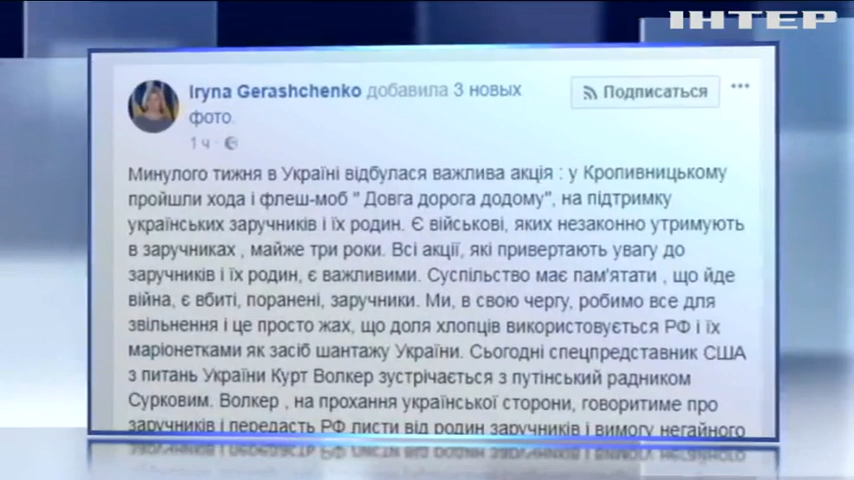 ІНТЕР
Iryna Gerashchenko добавила 3 новых
фото.
1 ч ·
Подписаться
Минулого тижня в Україні відбулася важлива акція : у Кропивницькому
пройшли хода і флеш-моб " Довга дорога додому", на підтримку
українських заручників і їх родин. Є військові, яких незаконно утримують
в заручниках , майже три роки. Всі акції, які привертають увагу до
заручників і їх родин, є важливими. Суспільство має пам'ятати , що йде
війна, є вбиті, поранені, заручники. Ми, в свою чергу, робимо все для
звільнення і це просто жах, що доля хлопців використовується РФ і їх
маріонетками як засіб шантажу України. Сьогодні спецпредставник США
з питань України Курт Волкер зустрічається з путінський радником
Сурковим. Волкер , на прохання української сторони, говоритиме про
заручників і передасть РФ листи від родин заручників і вимогу негайного